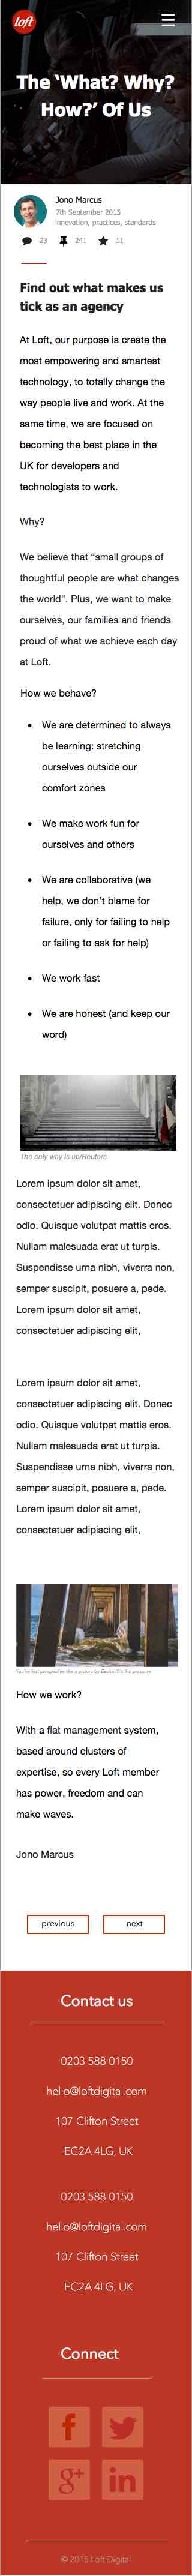 loft
The ‘What? Why?
How?’ Of Us
Jono Marcus
7th September 2015
innovation, practices, standards
23 241 11
Find out what makes us
tick as an agency
At Loft, our purpose is create the
most empowering and smartest
technology, to totally change the
way people live and work. At the
same time, we are focused on
becoming the best place in the
UK for developers and
technologists to work.
Why?
We believe that “small groups of
thoughtful people are what changes
the world”. Plus, we want to make
ourselves, our families and friends
proud of what we achieve each day
at Loft.
How we behave?
• We are determined to always
be learning: stretching
ourselves outside our
comfort zones
• We make work fun for
ourselves and others
• We are collaborative (we
help, we don’t blame for
failure, only for failing to help
or failing to ask for help)
• We work fast
• We are honest (and keep our
word)
The only way is up/Reuters
Lorem ipsum dolor sit amet,
consectetuer adipiscing elit. Donec
odio. Quisque volutpat mattis eros.
Nullam malesuada erat ut turpis.
Suspendisse urna nibh, viverra non,
semper suscipit, posuere a, pede.
Lorem ipsum dolor sit amet,
consectetuer adipiscing elit,
Lorem ipsum dolor sit amet,
consectetuer adipiscing elit. Donec
odio. Quisque volutpat mattis eros.
Nullam malesuada erat ut turpis.
Suspendisse urna nibh, viverra non,
semper suscipit, posuere a, pede.
Lorem ipsum dolor sit amet,
consectetuer adipiscing elit,
You've lost perspective like a picture by the pressure
How we work?
With a flat management system,
based around clusters of
expertise, so every Loft member
has power, freedom and can
make waves.
Jono Marcus
previous next
Contact us
0203 588 0150
hello@loftdigital.com
107 Clifton Street
EC2A 4LG, UK
0203 588 0150
hello@loftdigital.com
107 Clifton Street
EC2A 4LG, UK
Connect
f
g+ in
© 2015 Loft Digital